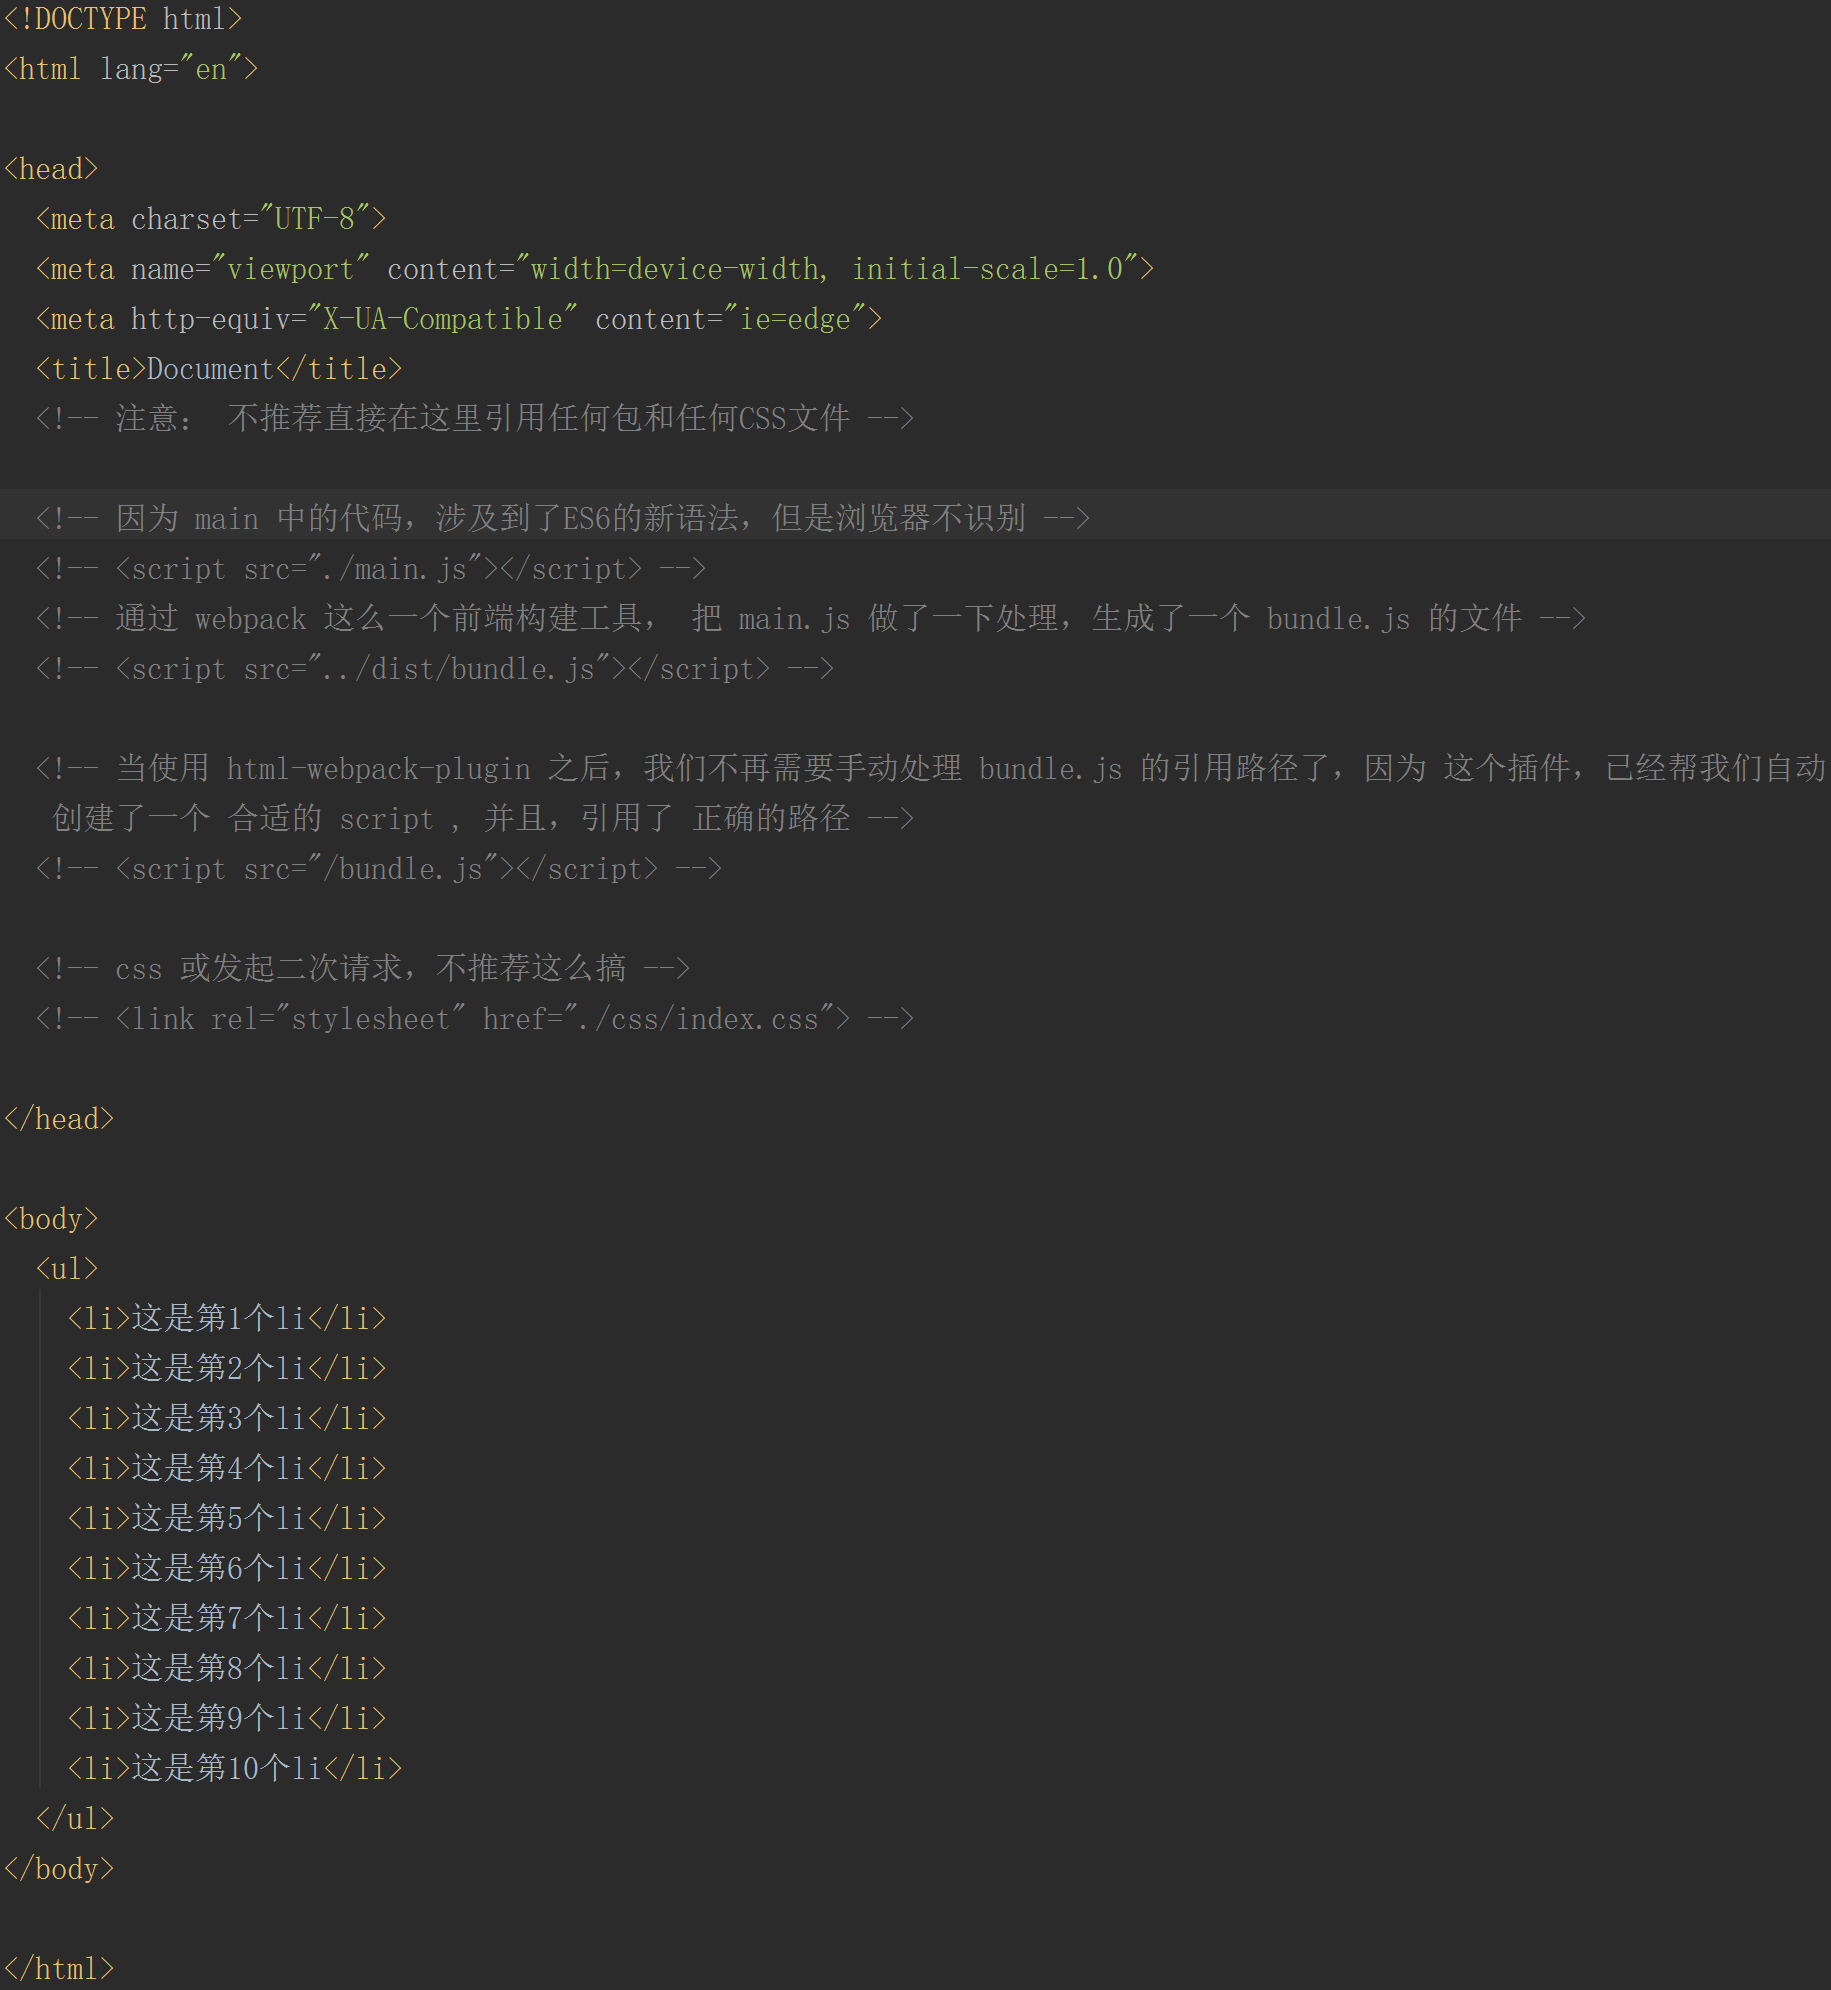 <!DOCTYPE html>
<html lang="en">
<head>
<meta charset="UTF-8">
<meta name="viewport" content="width=device-width, initial-scale=1.0">
<meta http-equiv="X-UA-Compatible" content="ie=edge">
<title>Document</title>
<!-- 注意： 不推荐直接在这里引用任何包和任何CSS文件 -->
<!-- 因为 main 中的代码，涉及到了ES6的新语法，但是浏览器不识别 -->
<!-- <script src="./main.js"></script> -->
<!-- 通过 webpack 这么一个前端构建工具， 把 main.js 做了一下处理，生成了一个 bundle.js 的文件 -->
<!-- <script src="../dist/bundle.js"></script> -->
<!-- 当使用 html-webpack-plugin 之后，我们不再需要手动处理 bundle.js 的引用路径了，因为 这个插件，已经帮我们自动
创建了一个 合适的 script , 并且，引用了 正确的路径 -->
<!-- <script src="/bundle.js"></script> -->
<!-- css 或发起二次请求，不推荐这么搞 -->
<!-- <link rel="stylesheet" href="./css/index.css"> -->
</head>
<body>
<ul>
<li>这是第1个li</li>
<li>这是第2个li</li>
<li>这是第3个li</li>
<li>这是第4个li</li>
<li>这是第5个li</li>
<li>这是第6个li</li>
<li>这是第7个li</li>
<li>这是第8个li</li>
<li>这是第9个li</li>
<li>这是第10个li</li>
</ul>
</body>
</html>